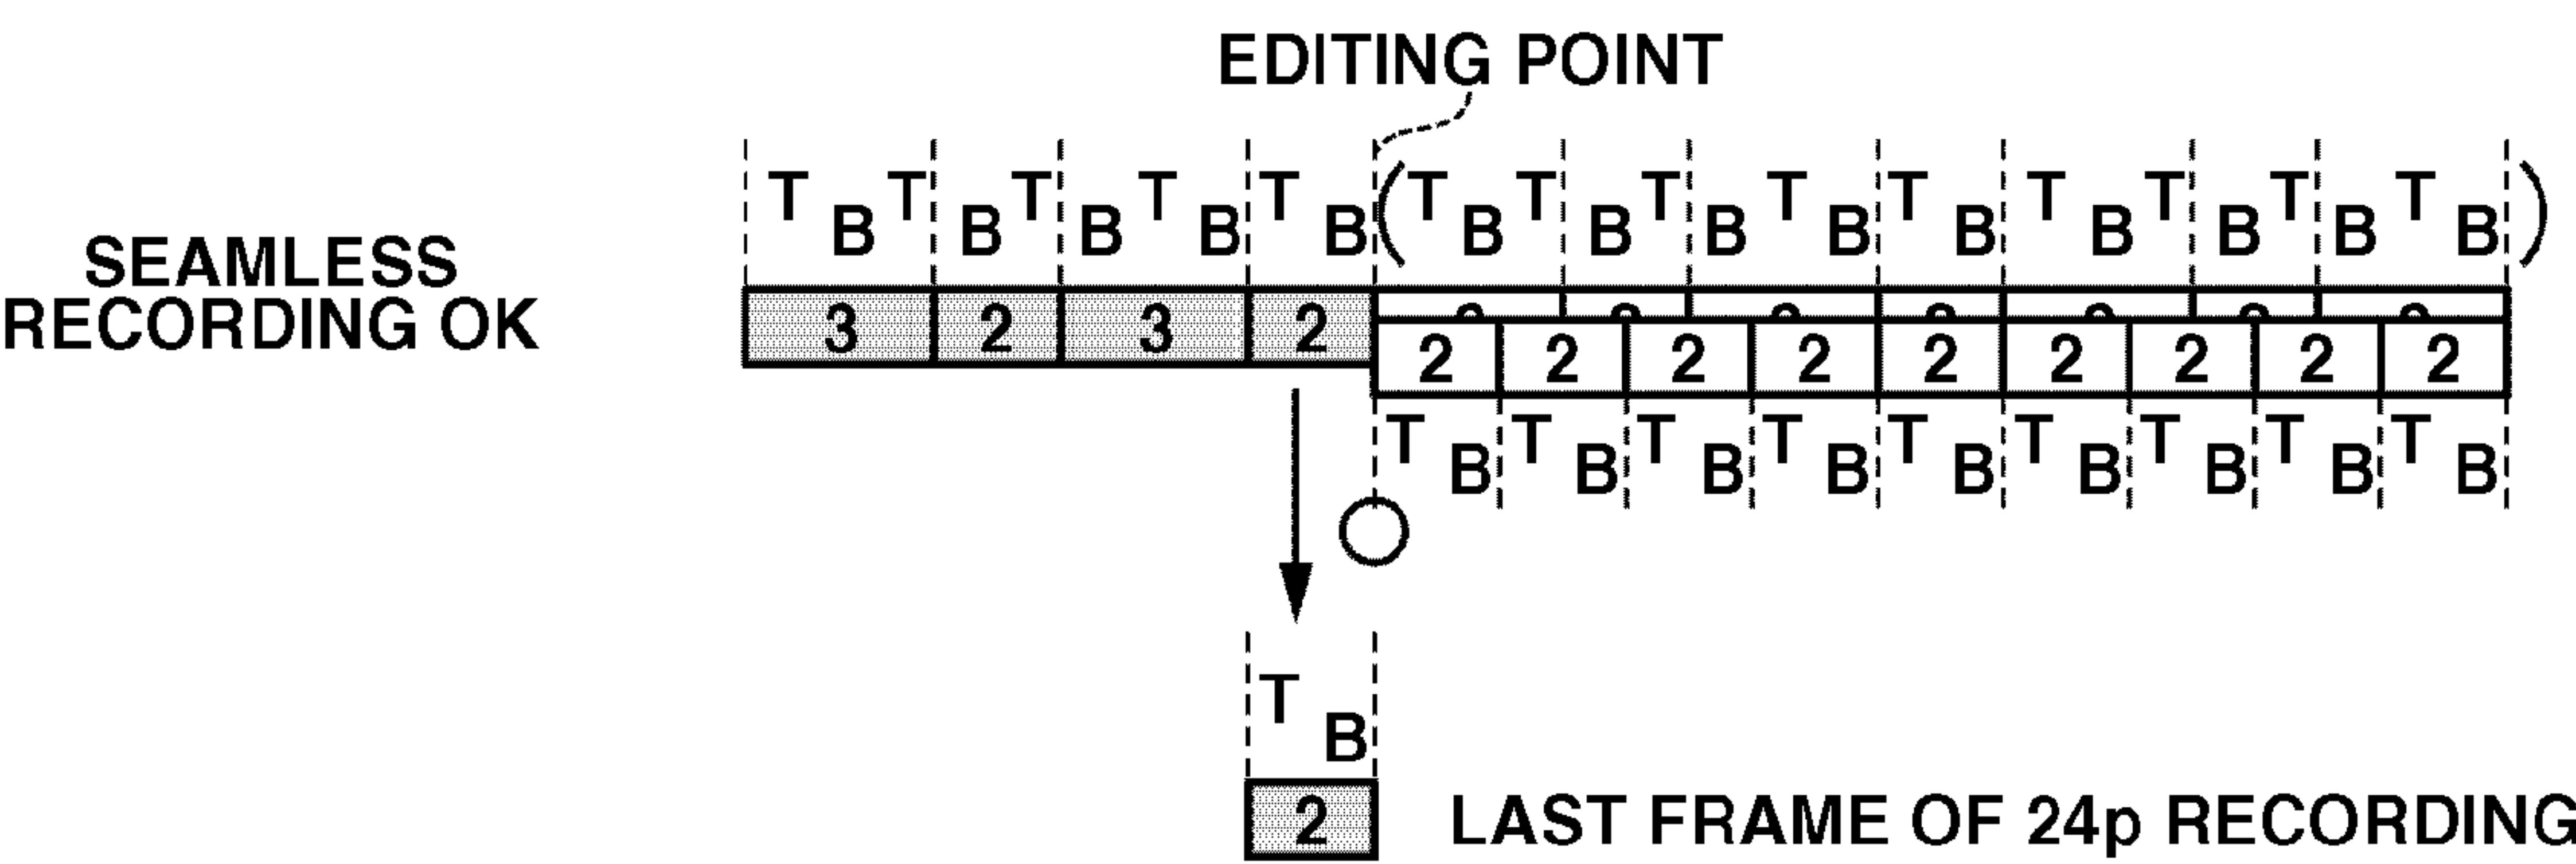 EDITING POINT
T B T B T B T B T B ( T B T B T B T B T B T B T B T B T B )
SEAMLESS
RECORDING OK
3 2 3 2
2 2 2 2 2 2 2 2 2
T B T B T B T B T B T B T B T B T B
T B
2 LAST FRAME OF 24p RECORDING